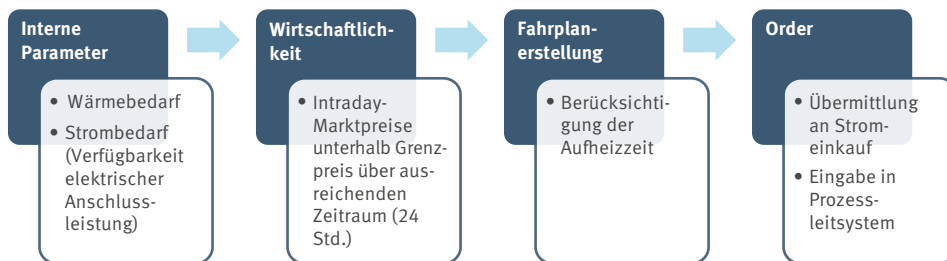 Interne
Parameter
• Wärmebedarf
• Strombedarf
(Verfügbarkeit
elektrischer
Anschluss-
leistung)
Wirtschaftlich-
keit
• Intraday-
Marktpreise
unterhalb Grenz-
preis über aus-
reichenden
Zeitraum (24
Std.)
Fahrplan-
erstellung
• Berücksichti-
gung der
Aufheizzeit
Order
• Übermittlung
an Strom-
einkauf
• Eingabe in
Prozess-
leitsystem